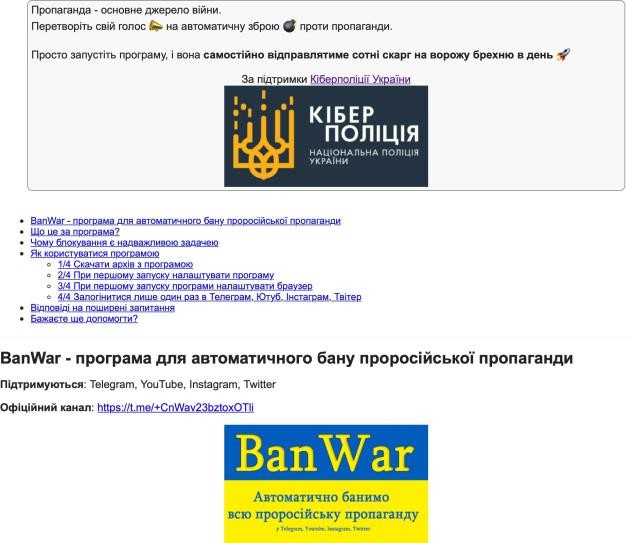 Пропаганда - основне джерело війни.
Перетворіть свій голос 📣 на автоматичну зброю 💣 проти пропаганди.
Просто запустіть програму, і вона самостійно відправлятиме сотні скарг на ворожу брехню в день 🚀
За підтримки Кіберполіції України
КІБЕР
ПОЛІЦІЯ
НАЦІОНАЛЬНА ПОЛІЦІЯ
УКРАЇНИ
BanWar - програма для автоматичного бану проросійської пропаганди
Що це за програма?
Чому блокування є надважливою задачею
Як користуватися програмою
1/4 Скачати архів з програмою
2/4 При першому запуску налаштувати програму
3/4 При першому запуску програми налаштувати браузер
4/4 Залогінитися лише один раз в Телеграм, Ютуб, Інстаграм, Твітер
Відповіді на поширені запитання
Бажаєте ще допомогти?
BanWar - програма для автоматичного бану проросійської пропаганди
Підтримуються: Telegram, YouTube, Instagram, Twitter
Офіційний канал: https://t.me/+CnWav23bztoxOTli
BanWar
Автоматично банимо
всю проросійську пропаганду
у Telegram, Youtube, Instagram, Twitter